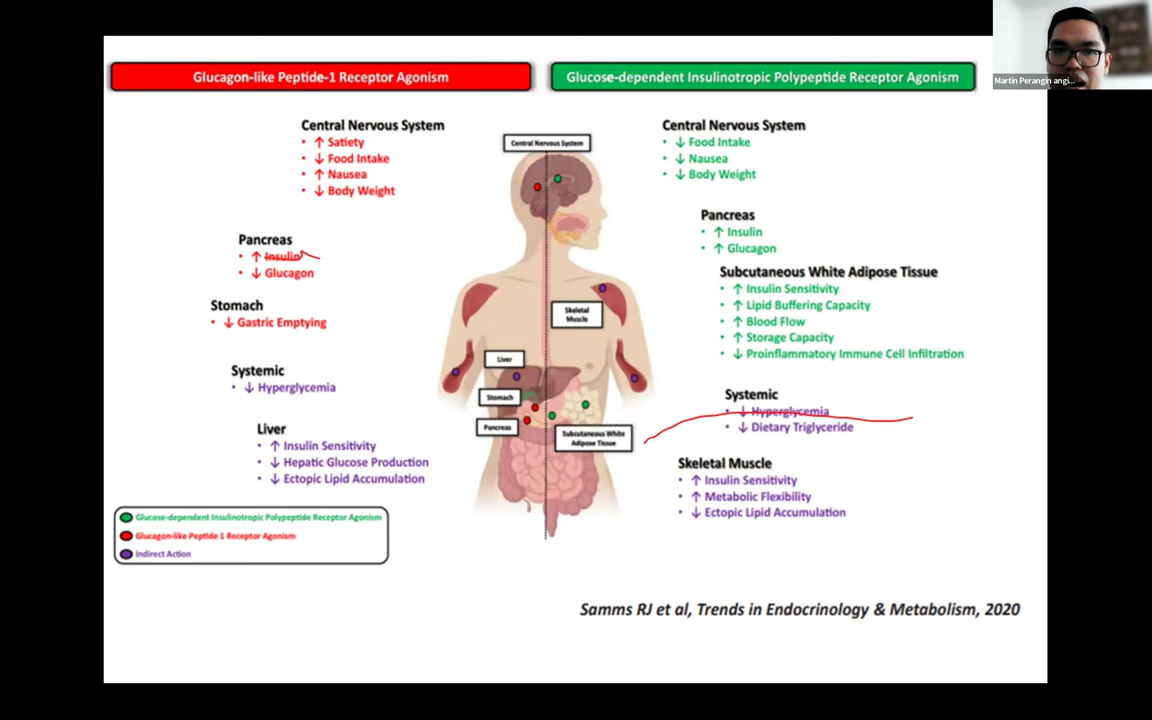 Glucagon-like Peptide-1 Receptor Agonism
Glucose-dependent Insulinotropic Polypeptide Receptor Agonism
Martin Perangin angi...
Central Nervous System
• ↑ Satiety
• ↓ Food Intake
• ↑ Nausea
• ↓ Body Weight
Pancreas
• ↑ Insulin
• ↓ Glucagon
Stomach
• ↓ Gastric Emptying
Systemic
• ↓ Hyperglycemia
Liver
• ↑ Insulin Sensitivity
• ↓ Hepatic Glucose Production
• ↓ Ectopic Lipid Accumulation
Central Nervous System
Skeletal
Muscle
Liver
Stomach
Pancreas
Subcutaneous White
Adipose Tissue
Central Nervous System
• ↓ Food Intake
• ↓ Nausea
• ↓ Body Weight
Pancreas
• ↑ Insulin
• ↑ Glucagon
Subcutaneous White Adipose Tissue
• ↑ Insulin Sensitivity
• ↑ Lipid Buffering Capacity
• ↑ Blood Flow
• ↑ Storage Capacity
• ↓ Proinflammatory Immune Cell Infiltration
Systemic
• ↓ Hyperglycemia
• ↓ Dietary Triglyceride
Skeletal Muscle
• ↑ Insulin Sensitivity
• ↑ Metabolic Flexibility
• ↓ Ectopic Lipid Accumulation
Glucose-dependent Insulinotropic Polypeptide Receptor Agonism
Glucagon-like Peptide 1 Receptor Agonism
Indirect Action
Samms RJ et al, Trends in Endocrinology & Metabolism, 2020